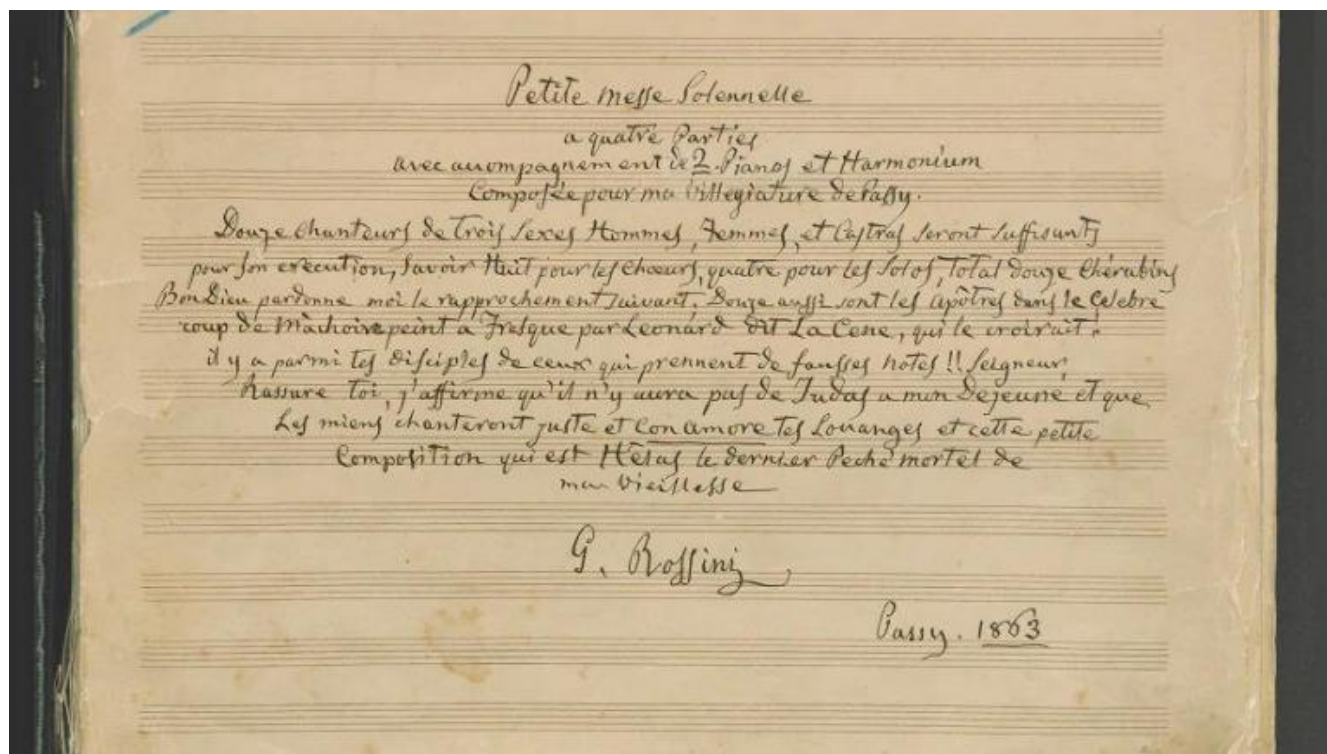 Petite messe Solennelle
a quatre Parties
avec accompagnement de 2 Pianos et Harmonium
Composée pour ma villegiature de Passy.
Douze chanteurs de trois Sexes Hommes, Femmes, et Castras seront suffisants
pour son execution, Savoir Huit pour les chœurs, quatre pour les Solos, total douze Chérubins
Bon Dieu pardonne moi le rapprochement suivant. Douze aussi sont les apôtres dans le celebre
coup de Mâchoire peint a Fresque par Leonard dit La Cene, qui le croirait!
il y a parmi tes disciples de ceux qui prennent de fausses notes!! Seigneur,
Rassure toi, j'affirme qu'il n'y aura pas de Judas a mon Dejeuné et que
Les miens chanteront juste et Con amore tes Louanges et cette petite
Composition qui est Hêlas le dernier Peché mortel de
ma vieillesse
G. Rossini
Passy. 1863